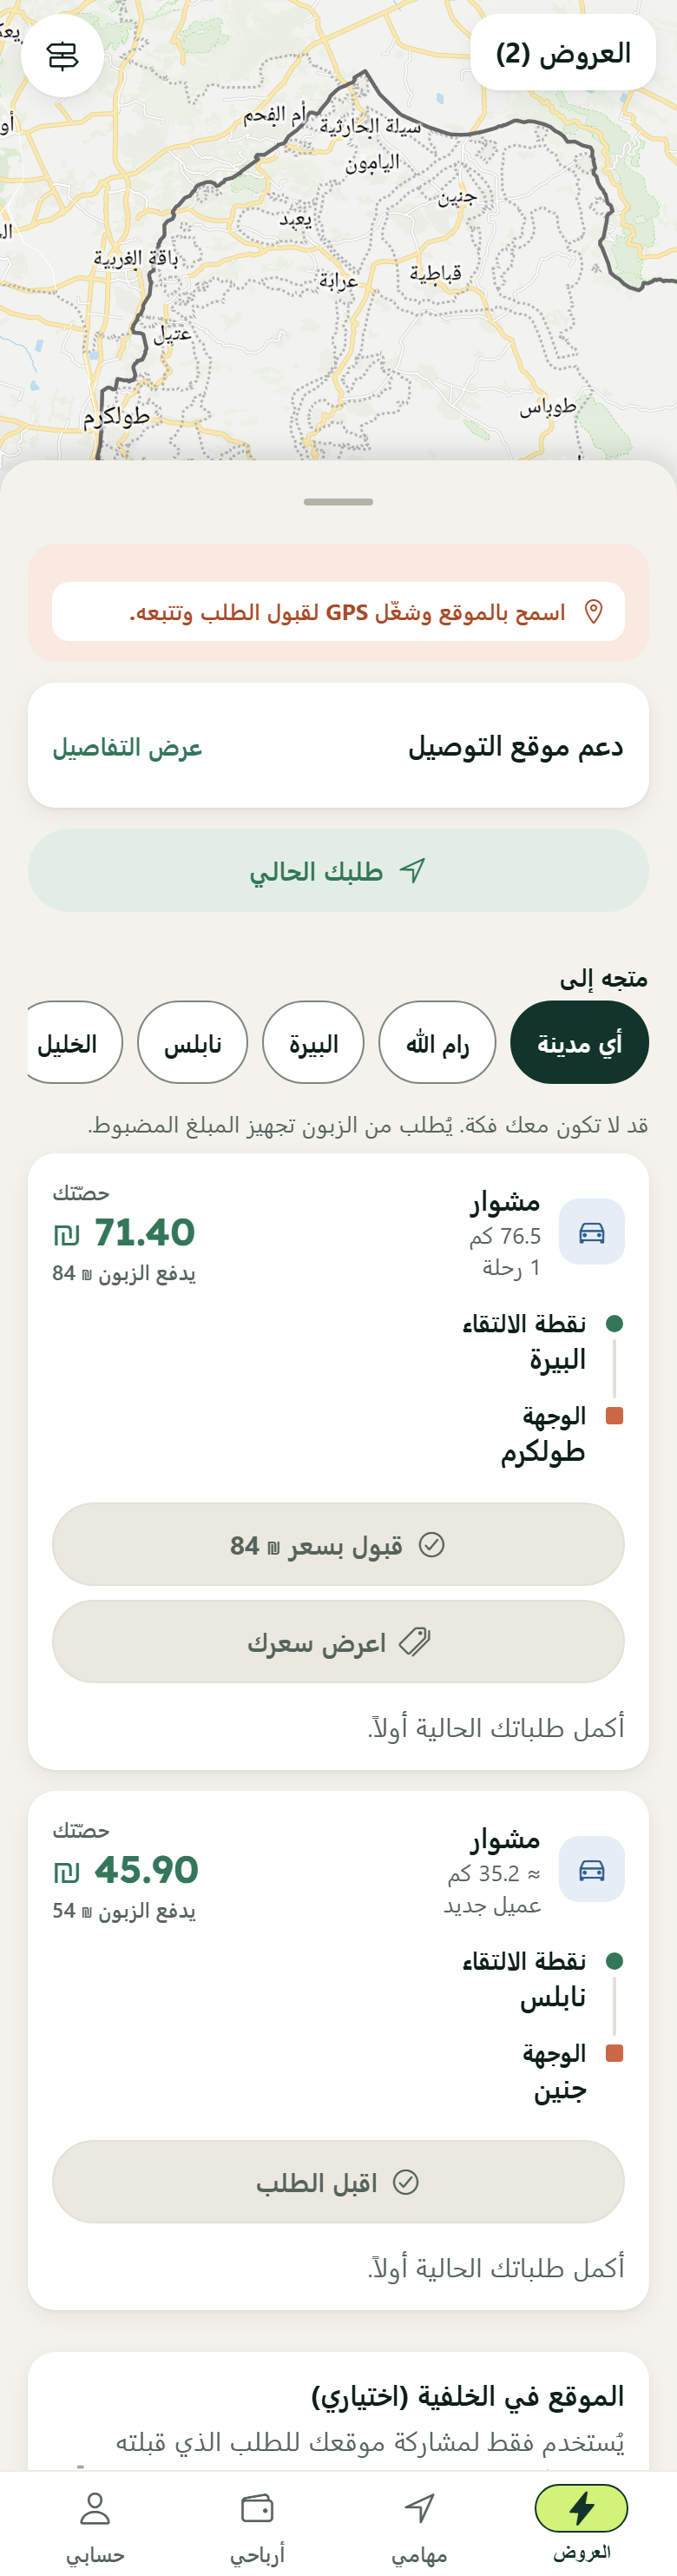 العروض (2)
أم الفحم
سيلة الحارثية
اليامون
جنين
يعبد
باقة الغربية
عرابة
قباطية
عتيل
طولكرم
طوباس
اسمح بالموقع وشغّل GPS لقبول الطلب وتتبعه.
دعم موقع التوصيل
عرض التفاصيل
طلبك الحالي
متجه إلى
أي مدينة
رام الله
البيرة
نابلس
الخليل
قد لا تكون معك فكة. يُطلب من الزبون تجهيز المبلغ المضبوط.
مشوار
76.5 كم
1 رحلة
حصّتك
71.40 ₪
يدفع الزبون ₪ 84
نقطة الالتقاء
البيرة
الوجهة
طولكرم
قبول بسعر ₪ 84
اعرض سعرك
أكمل طلباتك الحالية أولاً.
مشوار
≈ 35.2 كم
عميل جديد
حصّتك
45.90 ₪
يدفع الزبون ₪ 54
نقطة الالتقاء
نابلس
الوجهة
جنين
اقبل الطلب
أكمل طلباتك الحالية أولاً.
الموقع في الخلفية (اختياري)
يُستخدم فقط لمشاركة موقعك للطلب الذي قبلته
العروض
مهامي
أرباحي
حسابي